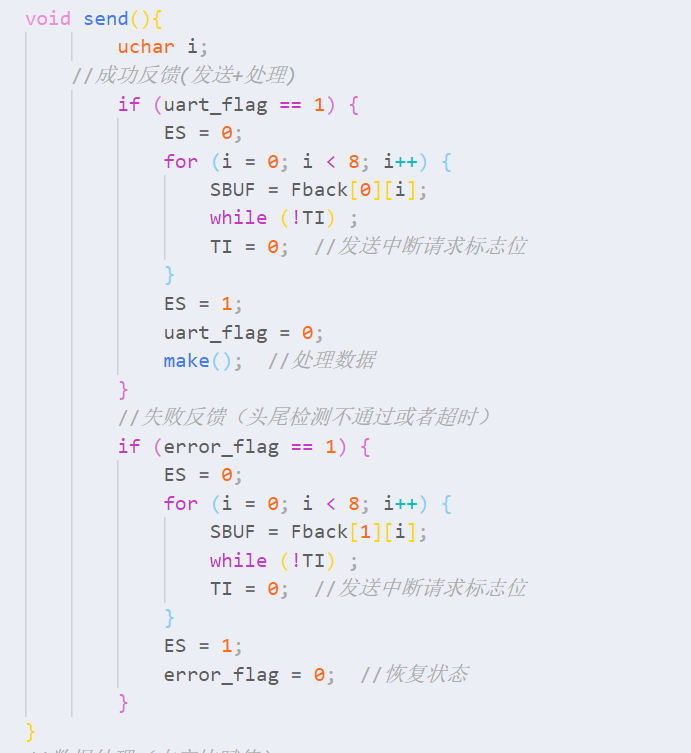 void send(){
uchar i;
//成功反馈(发送+处理)
if (uart_flag == 1) {
ES = 0;
for (i = 0; i < 8; i++) {
SBUF = Fback[0][i];
while (!TI) ;
TI = 0;  //发送中断请求标志位
}
ES = 1;
uart_flag = 0;
make();  //处理数据
}
//失败反馈（头尾检测不通过或者超时）
if (error_flag == 1) {
ES = 0;
for (i = 0; i < 8; i++) {
SBUF = Fback[1][i];
while (!TI) ;
TI = 0;  //发送中断请求标志位
}
ES = 1;
error_flag = 0;  //恢复状态
}
}